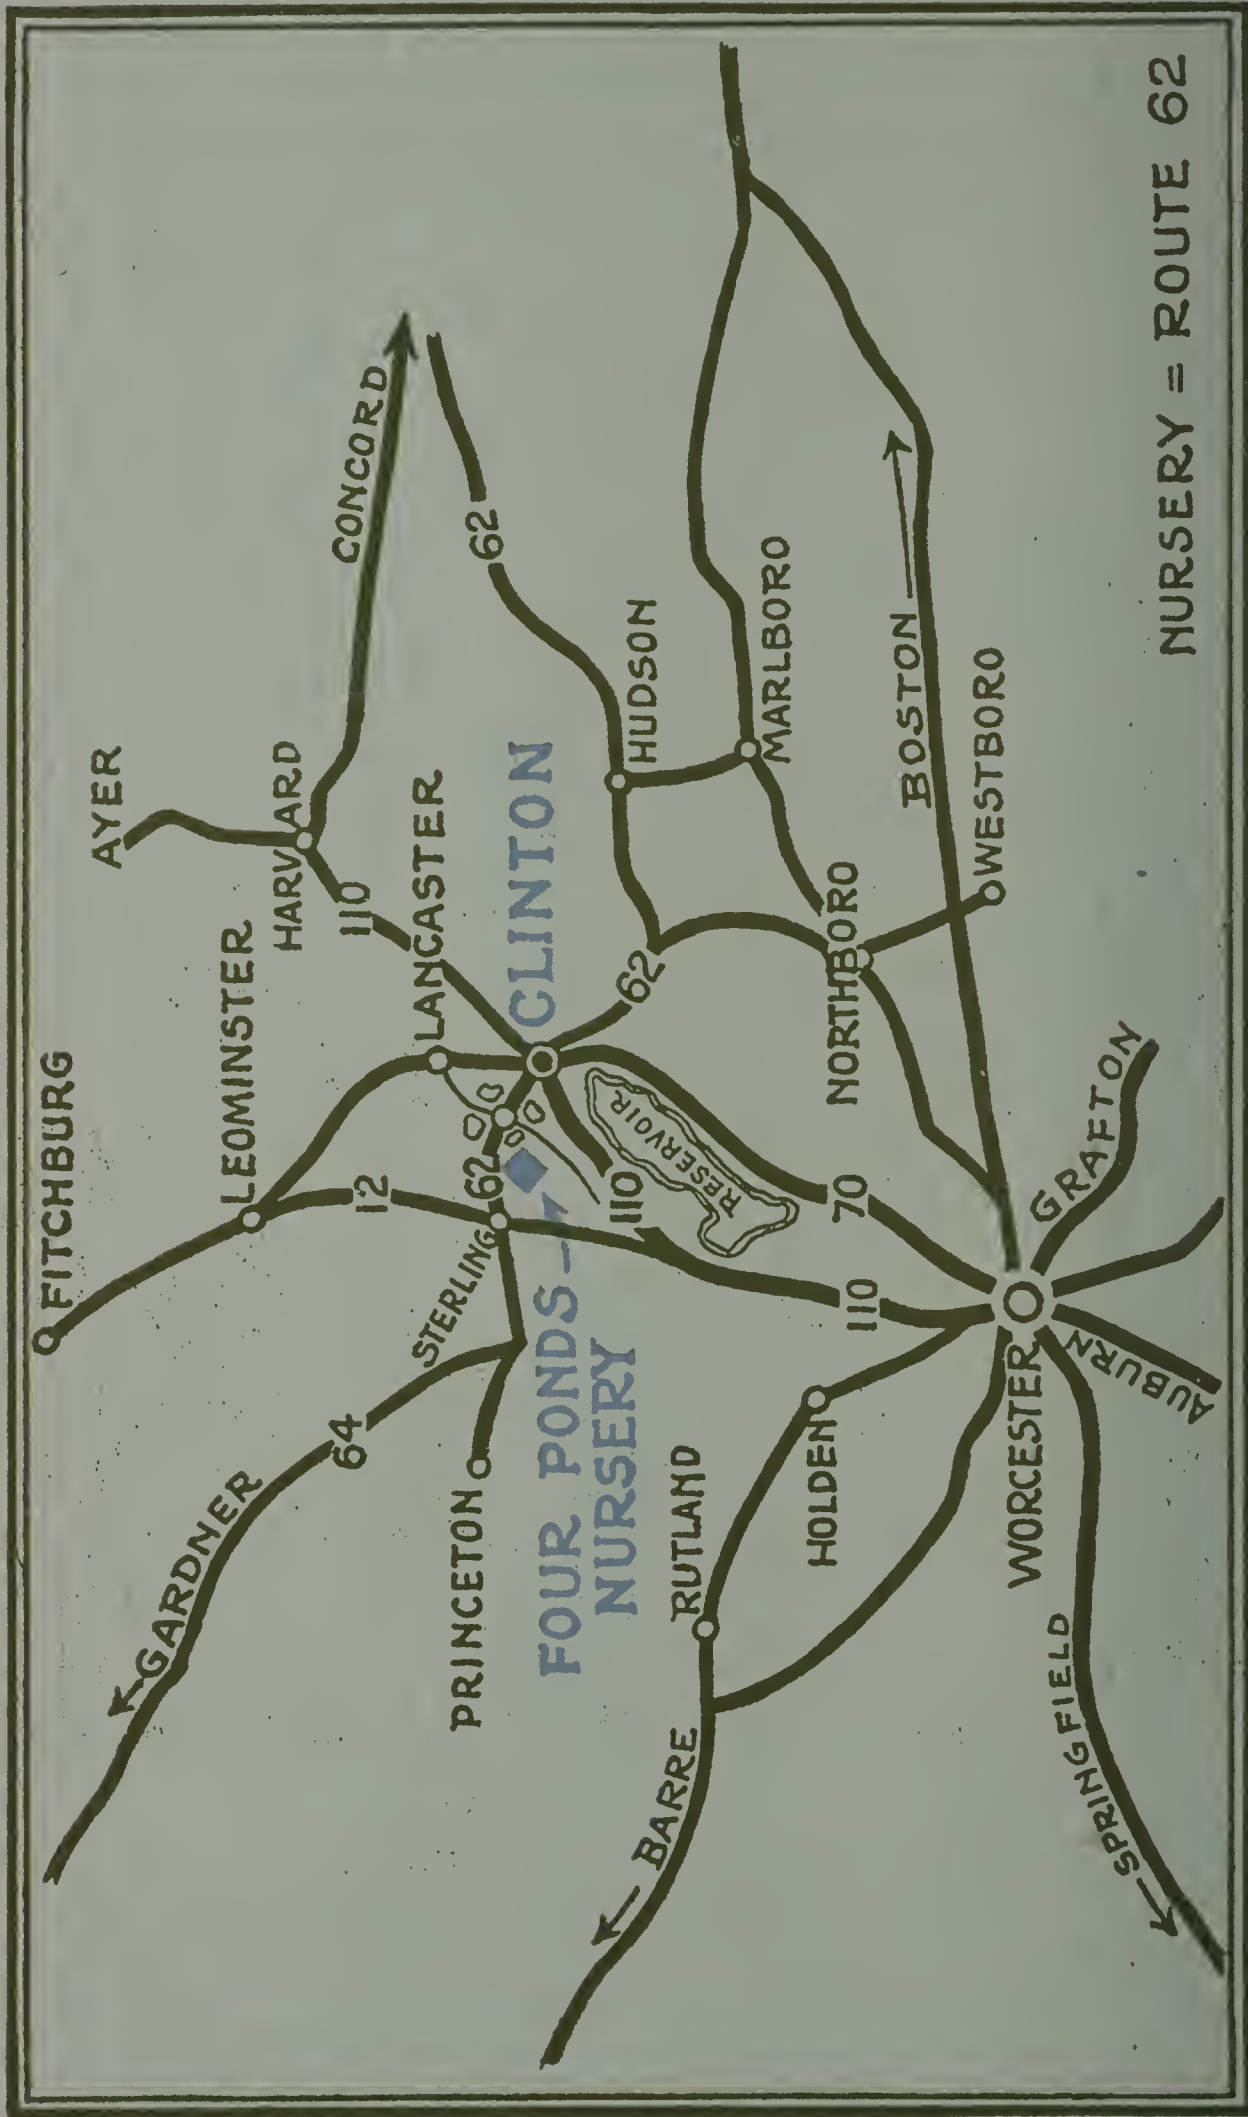 FITCHBURG
AYER
LEOMINSTER
HARVARD
110
CONCORD
GARDNER
64
12
LANCASTER
STERLING
62
CLINTON
62
PRINCETON
FOUR PONDS
NURSERY
110
RESERVOIR
62
HUDSON
RUTLAND
BARRE
HOLDEN
110
70
NORTHBORO
MARLBORO
BOSTON
WESTBORO
WORCESTER
GRAFTON
AUBURN
SPRINGFIELD
NURSERY = ROUTE 62